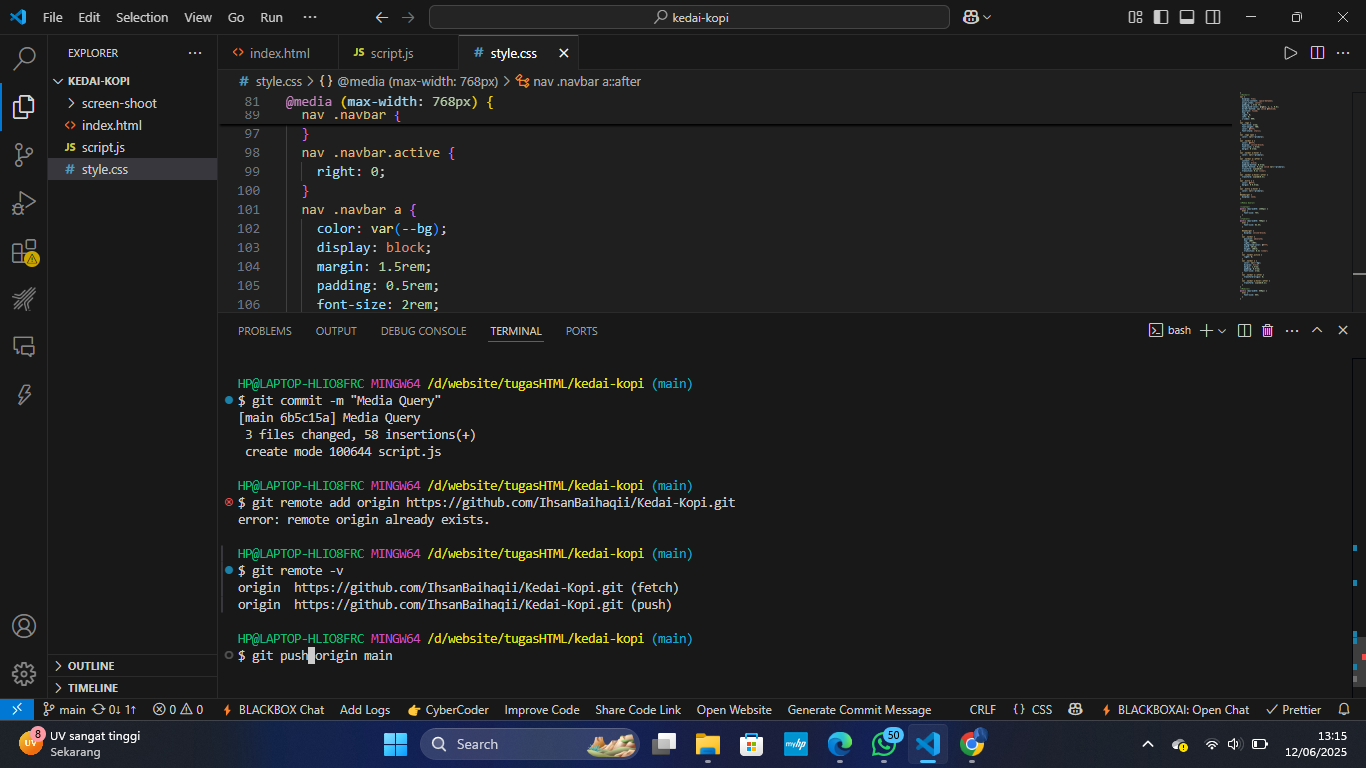 File Edit Selection View Go Run ··· kedai-kopi
EXPLORER ···
KEDAI-KOPI
screen-shoot
index.html
JS script.js
# style.css
OUTLINE
TIMELINE
index.html JS script.js # style.css
# style.css > {} @media (max-width: 768px) > nav .navbar a::after
81 @media (max-width: 768px) {
89 nav .navbar {
97 }
98 nav .navbar.active {
99 right: 0;
100 }
101 nav .navbar a {
102 color: var(--bg);
103 display: block;
104 margin: 1.5rem;
105 padding: 0.5rem;
106 font-size: 2rem;
PROBLEMS OUTPUT DEBUG CONSOLE TERMINAL PORTS bash
HP@LAPTOP-HLIO8FRC MINGW64 /d/website/tugasHTML/kedai-kopi (main)
$ git commit -m "Media Query"
[main 6b5c15a] Media Query
3 files changed, 58 insertions(+)
create mode 100644 script.js
HP@LAPTOP-HLIO8FRC MINGW64 /d/website/tugasHTML/kedai-kopi (main)
$ git remote add origin https://github.com/IhsanBaihaqii/Kedai-Kopi.git
error: remote origin already exists.
HP@LAPTOP-HLIO8FRC MINGW64 /d/website/tugasHTML/kedai-kopi (main)
$ git remote -v
origin https://github.com/IhsanBaihaqii/Kedai-Kopi.git (fetch)
origin https://github.com/IhsanBaihaqii/Kedai-Kopi.git (push)
HP@LAPTOP-HLIO8FRC MINGW64 /d/website/tugasHTML/kedai-kopi (main)
$ git push origin main
main 0↓ 1↑ 0 0 BLACKBOX Chat Add Logs CyberCoder Improve Code Share Code Link Open Website Generate Commit Message CRLF {} CSS BLACKBOXAI: Open Chat Prettier
UV 8 UV sangat tinggi
Sekarang
Search
myhp
50
13:15
12/06/2025